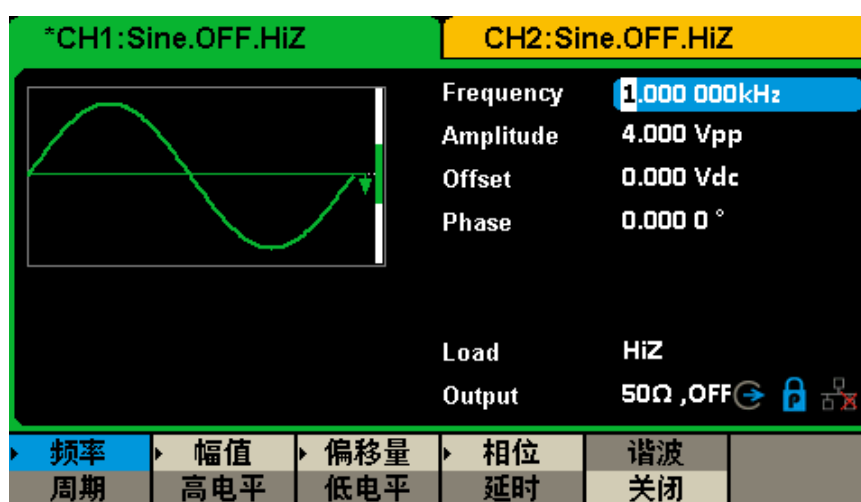 *CH1:Sine.OFF.HiZ CH2:Sine.OFF.HiZ
Frequency 1.000 000kHz
Amplitude 4.000 Vpp
Offset 0.000 Vdc
Phase 0.000 0 °
Load HiZ
Output 50Ω ,OFF P
频率 幅值 偏移量 相位 谐波
周期 高电平 低电平 延时 关闭